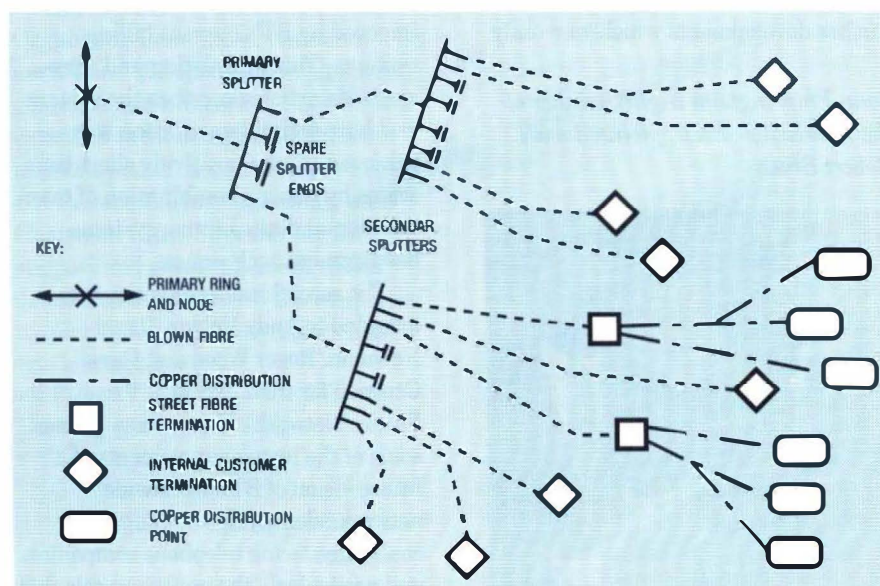 PRIMARY
SPLITTER
SPARE
SPLITTER
ENDS
SECONDAR
SPLITTERS
KEY:
PRIMARY RING
AND NODE
BLOWN FIBRE
COPPER DISTRIBUTION
STREET FIBRE
TERMINATION
INTERNAL CUSTOMER
TERMINATION
COPPER DISTRIBUTION
POINT